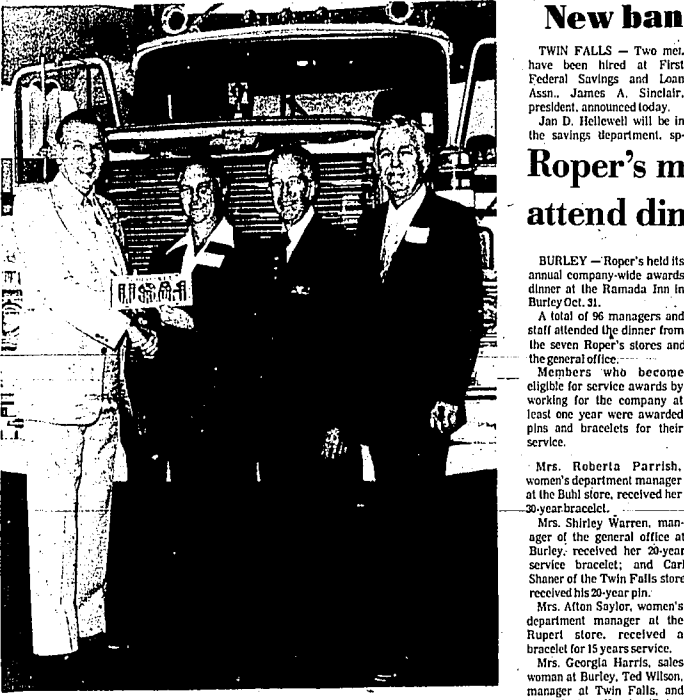 USA1
New ban
TWIN FALLS — Two men
have been hired at First
Federal Savings and Loan
Assn., James A. Sinclair,
president, announced today.
Jan D. Hellewell will be in
the savings department, sp-
Roper's m
attend din
BURLEY — Roper's held its
annual company-wide awards
dinner at the Ramada Inn in
Burley Oct. 31.
A total of 96 managers and
staff attended the dinner from
the seven Roper's stores and
the general office.
Members who become
eligible for service awards by
working for the company at
least one year were awarded
pins and bracelets for their
service.
Mrs. Roberta Parrish,
women's department manager
at the Buhl store, received her
30-year bracelet.
Mrs. Shirley Warren, man-
ager of the general office at
Burley, received her 20-year
service bracelet; and Carl
Shaner of the Twin Falls store
received his 20-year pin.
Mrs. Afton Saylor, women's
department manager at the
Rupert store, received a
bracelet for 15 years service.
Mrs. Georgia Harris, sales
woman at Burley, Ted Wilson,
manager at Twin Falls, and